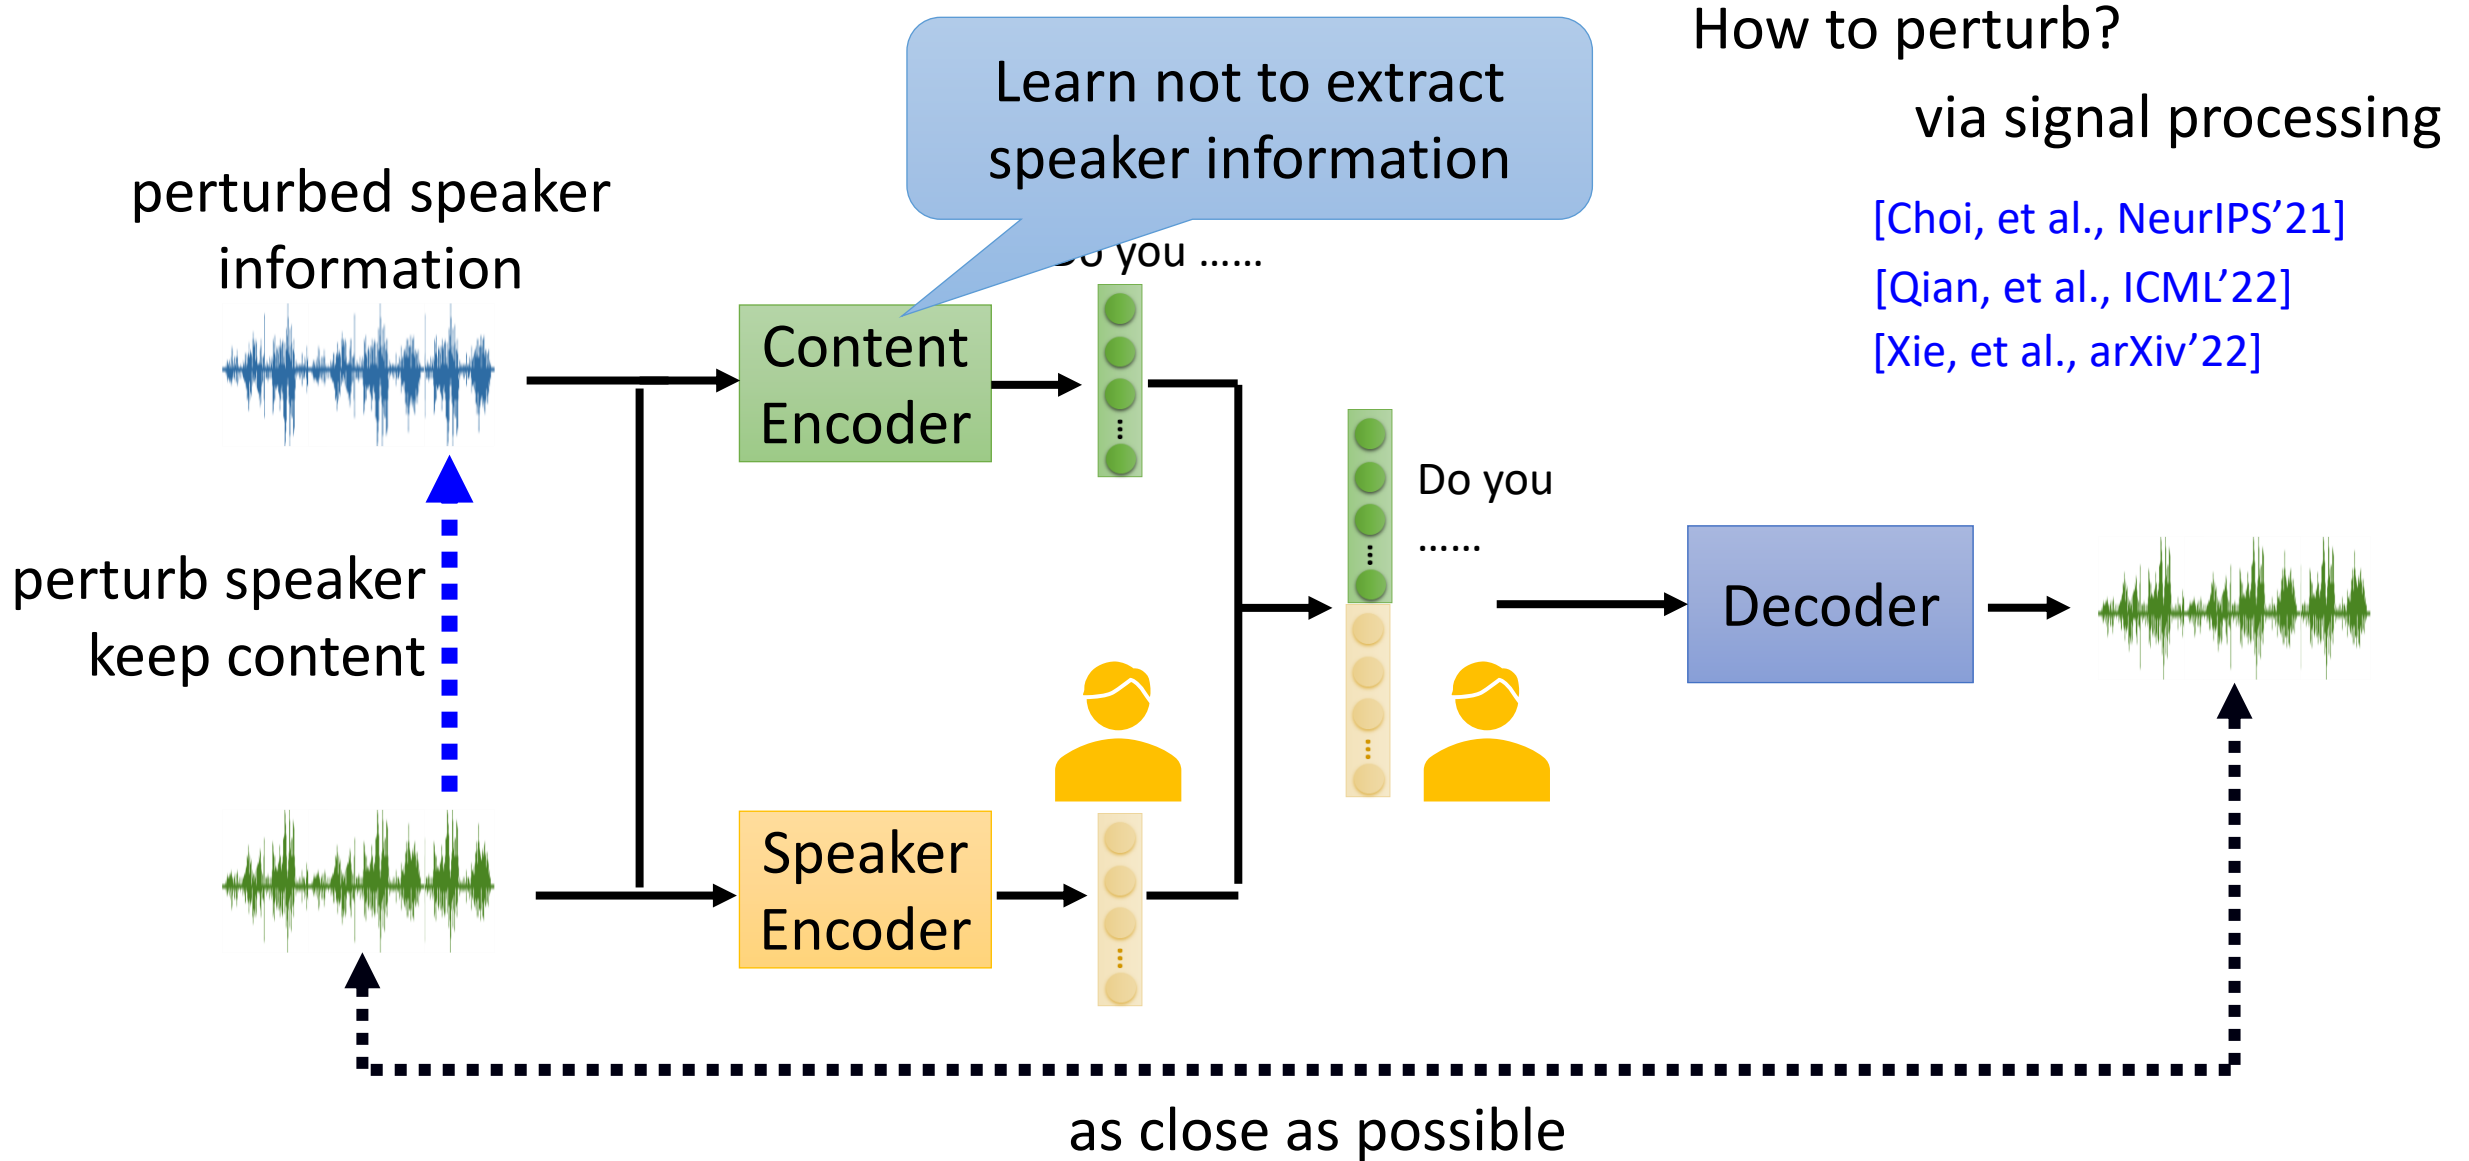 How to perturb?
via signal processing
[Choi, et al., NeurIPS’21]
[Qian, et al., ICML’22]
[Xie, et al., arXiv’22]
Learn not to extract
speaker information
perturbed speaker
information
Do you ......
Content
Encoder
Do you
......
perturb speaker
keep content
Decoder
Speaker
Encoder
as close as possible